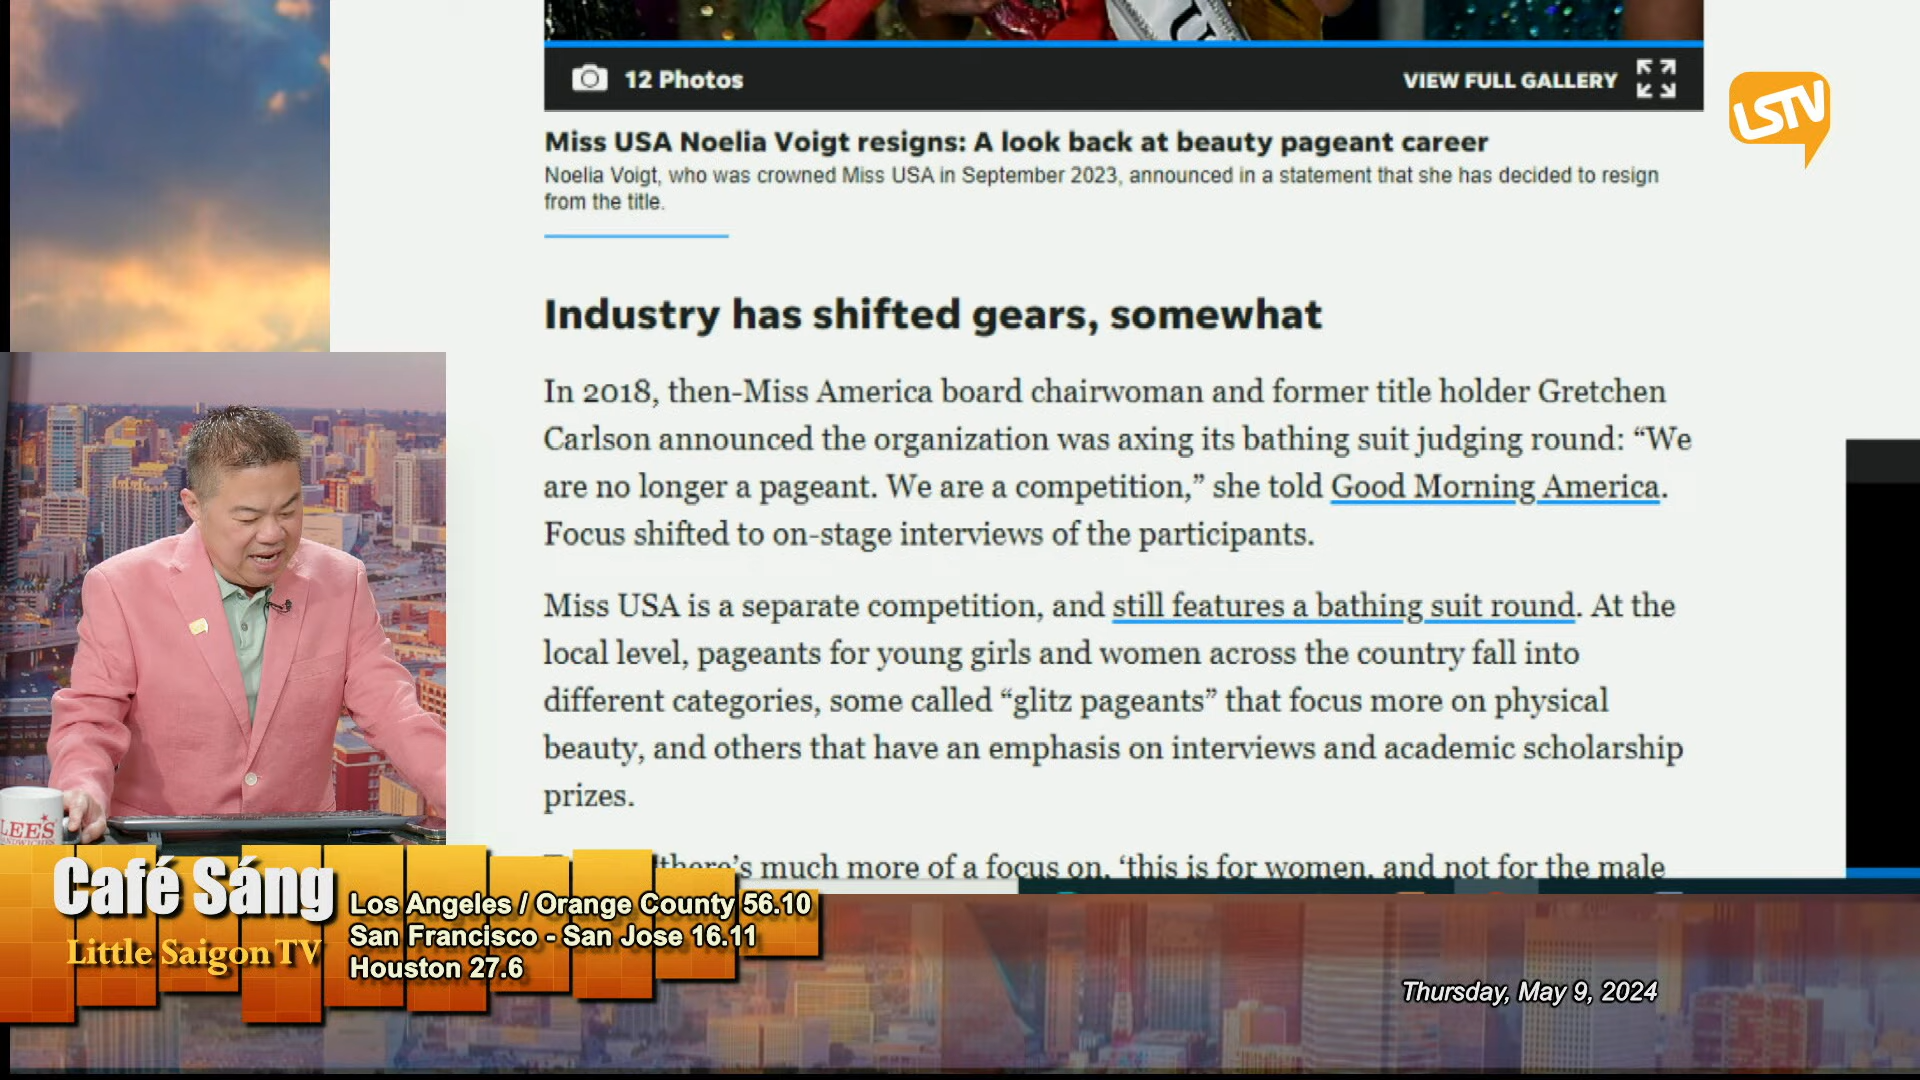 12 Photos
VIEW FULL GALLERY
LSTV
Miss USA Noelia Voigt resigns: A look back at beauty pageant career
Noelia Voigt, who was crowned Miss USA in September 2023, announced in a statement that she has decided to resign
from the title.
Industry has shifted gears, somewhat
In 2018, then-Miss America board chairwoman and former title holder Gretchen
Carlson announced the organization was axing its bathing suit judging round: “We
are no longer a pageant. We are a competition,” she told Good Morning America.
Focus shifted to on-stage interviews of the participants.
Miss USA is a separate competition, and still features a bathing suit round. At the
local level, pageants for young girls and women across the country fall into
different categories, some called “glitz pageants” that focus more on physical
beauty, and others that have an emphasis on interviews and academic scholarship
prizes.
there’s much more of a focus on, ‘this is for women, and not for the male
LEE'S
SANDWICHES
Café Sáng
Little Saigon TV
Los Angeles / Orange County 56.10
San Francisco - San Jose 16.11
Houston 27.6
Thursday, May 9, 2024